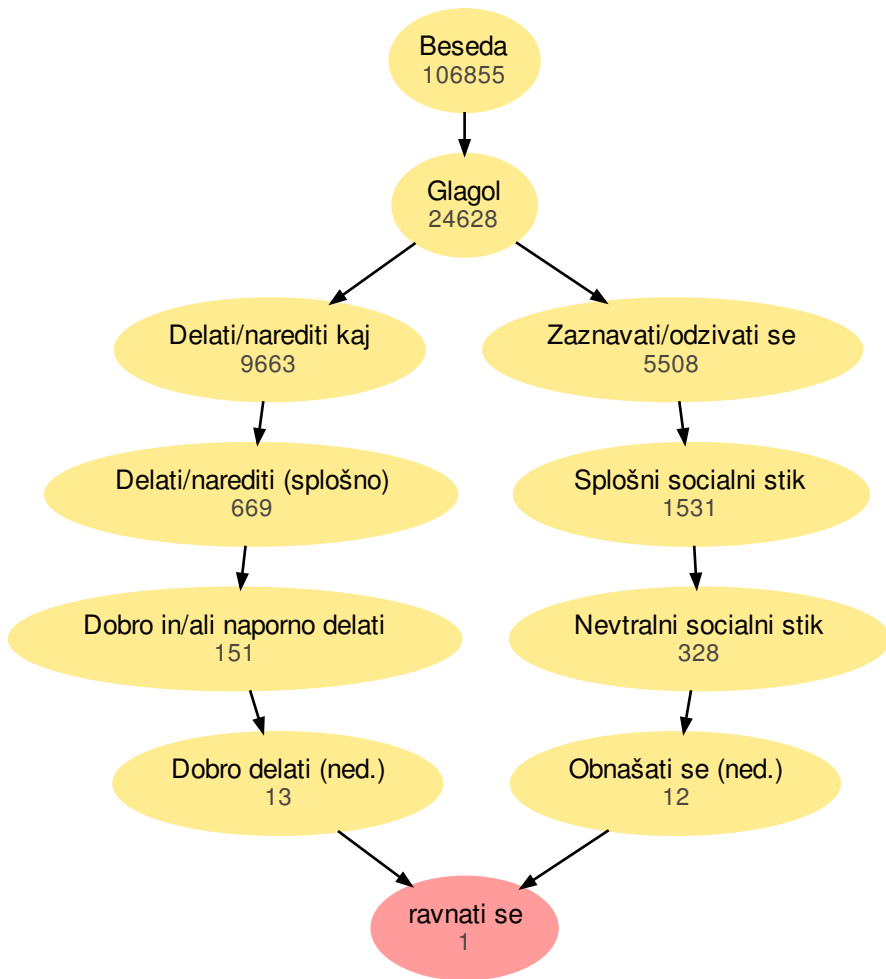 Beseda
106855
Glagol
24628
Delati/narediti kaj
9663
Zaznavati/odzivati se
5508
Delati/narediti (splošno)
669
Splošni socialni stik
1531
Dobro in/ali naporno delati
151
Nevtralni socialni stik
328
Dobro delati (ned.)
13
Obnašati se (ned.)
12
ravnati se
1